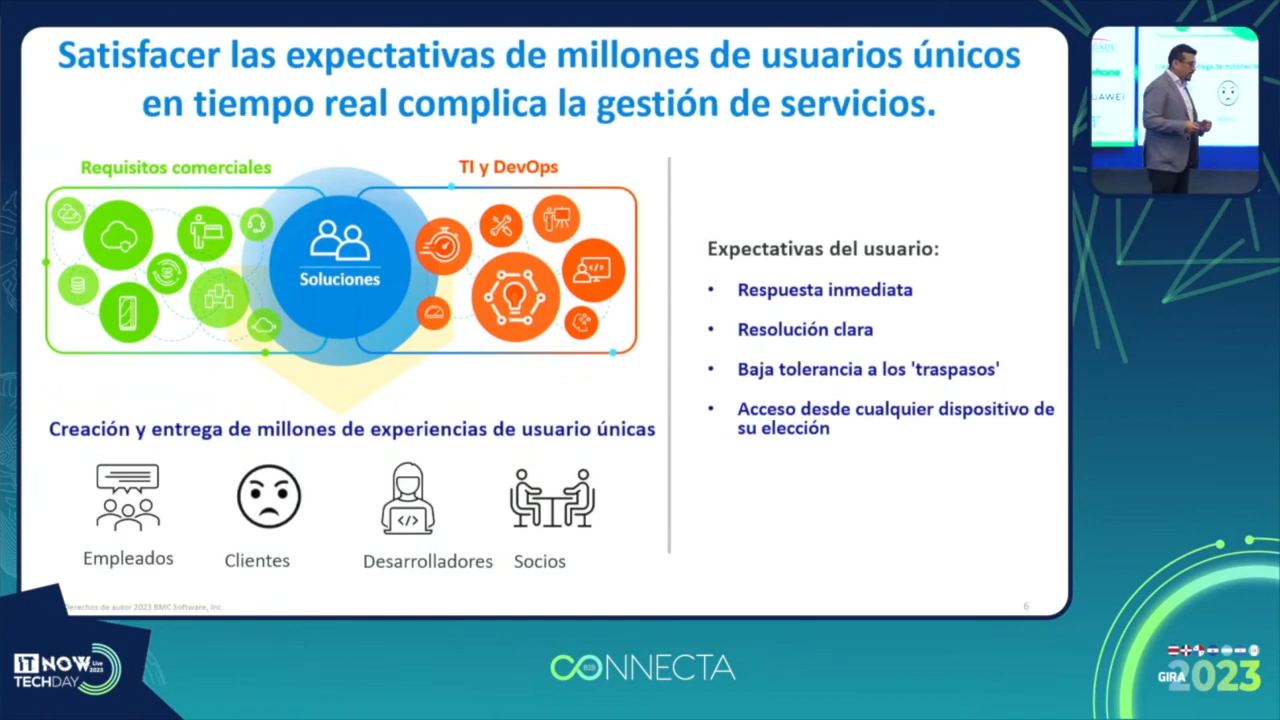 Satisfacer las expectativas de millones de usuarios únicos
en tiempo real complica la gestión de servicios.
Requisitos comerciales
TI y DevOps
Soluciones
Creación y entrega de millones de experiencias de usuario únicas
Empleados
Clientes
Desarrolladores
Socios
Expectativas del usuario:
• Respuesta inmediata
• Resolución clara
• Baja tolerancia a los 'traspasos'
• Acceso desde cualquier dispositivo de
su elección
Derechos de autor 2023 BMC Software, Inc.
6
IT NOW Live 2023
TECHDAY
B2B
CONNECTA
GIRA 2023